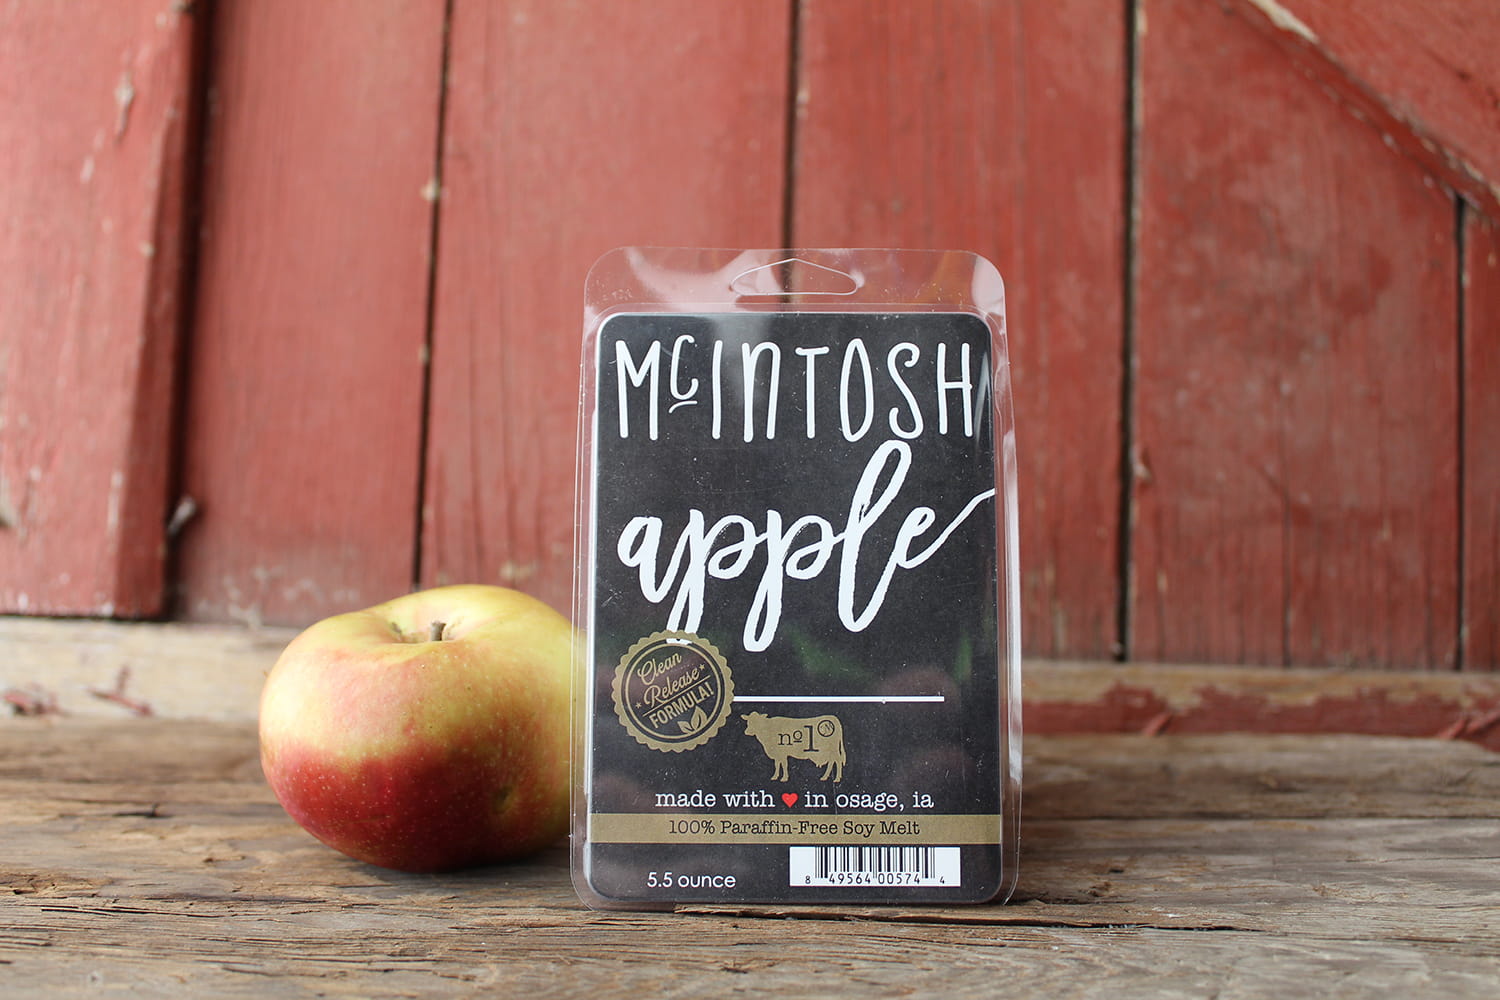 McINTOSH
apple
Clean
Release
FORMULA!
nº1
made with ♥ in osage, ia
100% Paraffin-Free Soy Melt
5.5 ounce
8 49564 00574 4